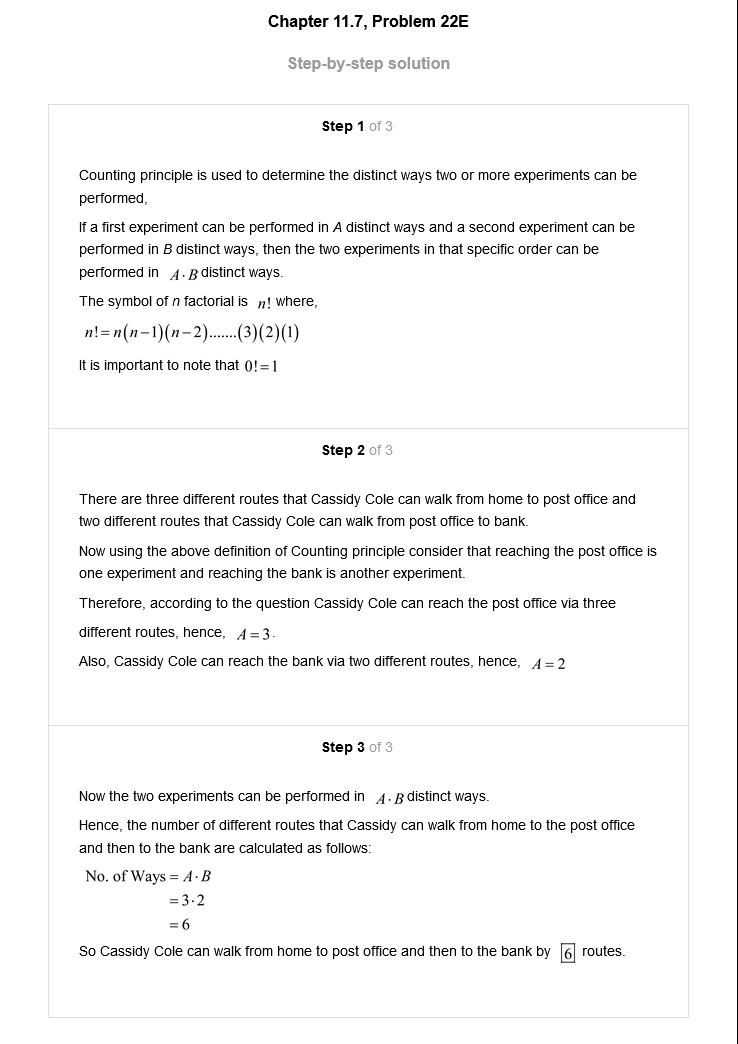 Chapter 11.7, Problem 22E
Step-by-step solution
Step 1 of 3
Counting principle is used to determine the distinct ways two or more experiments can be
performed,
If a first experiment can be performed in A distinct ways and a second experiment can be
performed in B distinct ways, then the two experiments in that specific order can be
performed in A · B distinct ways.
The symbol of n factorial is n! where,
n! = n(n−1)(n−2).......(3)(2)(1)
It is important to note that 0! = 1
Step 2 of 3
There are three different routes that Cassidy Cole can walk from home to post office and
two different routes that Cassidy Cole can walk from post office to bank.
Now using the above definition of Counting principle consider that reaching the post office is
one experiment and reaching the bank is another experiment.
Therefore, according to the question Cassidy Cole can reach the post office via three
different routes, hence, A = 3.
Also, Cassidy Cole can reach the bank via two different routes, hence, A = 2
Step 3 of 3
Now the two experiments can be performed in A · B distinct ways.
Hence, the number of different routes that Cassidy can walk from home to the post office
and then to the bank are calculated as follows:
No. of Ways = A · B
= 3 · 2
= 6
So Cassidy Cole can walk from home to post office and then to the bank by 6 routes.